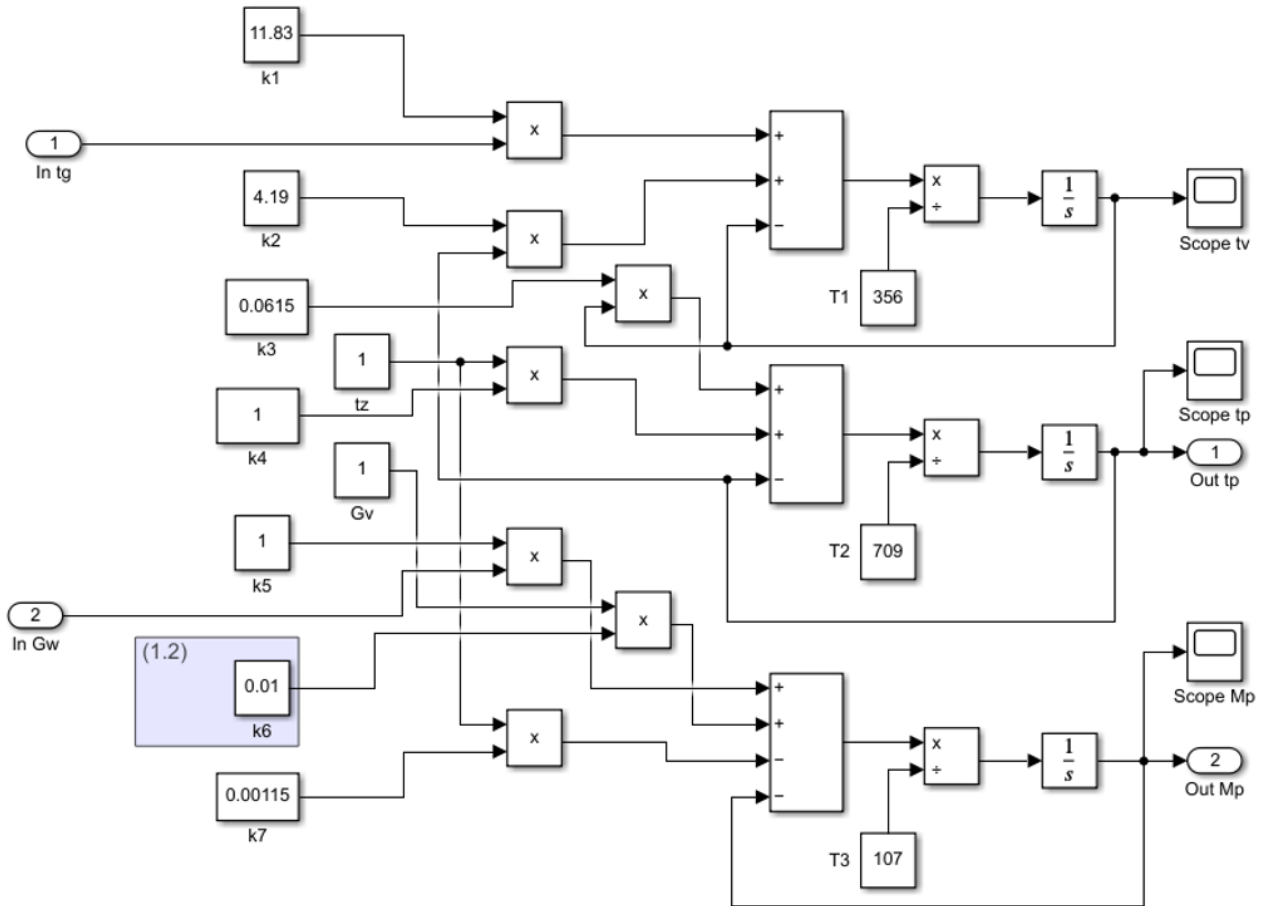 11.83
k1
1
In tg
x
+
+
−
x
÷
1
s
Scope tv
4.19
k2
x
T1
356
0.0615
k3
x
1
tz
x
+
+
−
x
÷
1
s
Scope tp
1
Out tp
1
k4
1
Gv
T2
709
1
k5
x
2
In Gw
x
(1.2)
0.01
k6
+
+
−
−
x
÷
1
s
Scope Mp
2
Out Mp
x
0.00115
k7
T3
107